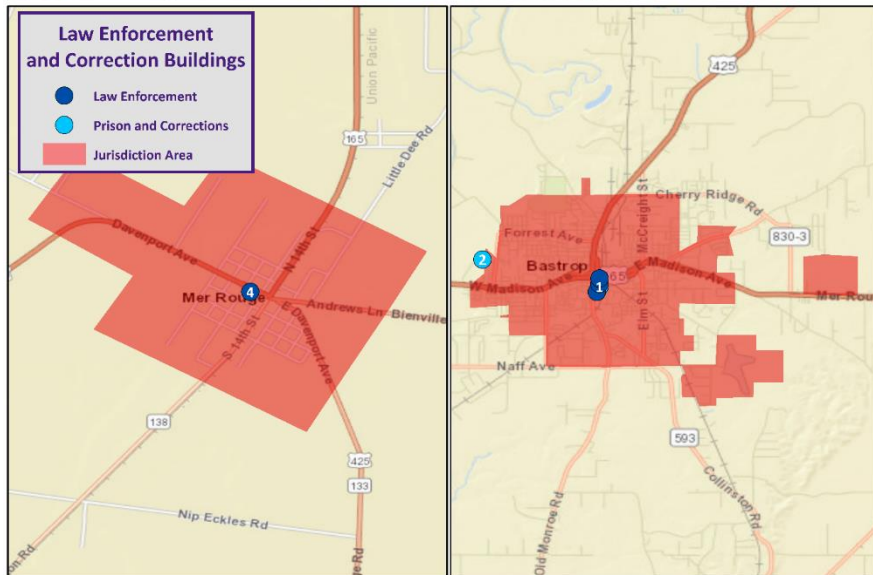 Law Enforcement
and Correction Buildings
Law Enforcement
Prison and Corrections
Jurisdiction Area
Union Pacific
165
Little Dee Rd
Davenport Ave
N 14th St
4
Mer Rouge
Andrews Ln
Bienville
E Davenport Ave
S 14th St
138
425
133
Nip Eckles Rd
425
Cherry Ridge Rd
McCreight St
830-3
Forrest Ave
2
Bastrop
E Madison Ave
W Madison Ave
1
Elm St
Mer Rou
Naff Ave
593
Collinston Rd
Old Monroe Rd